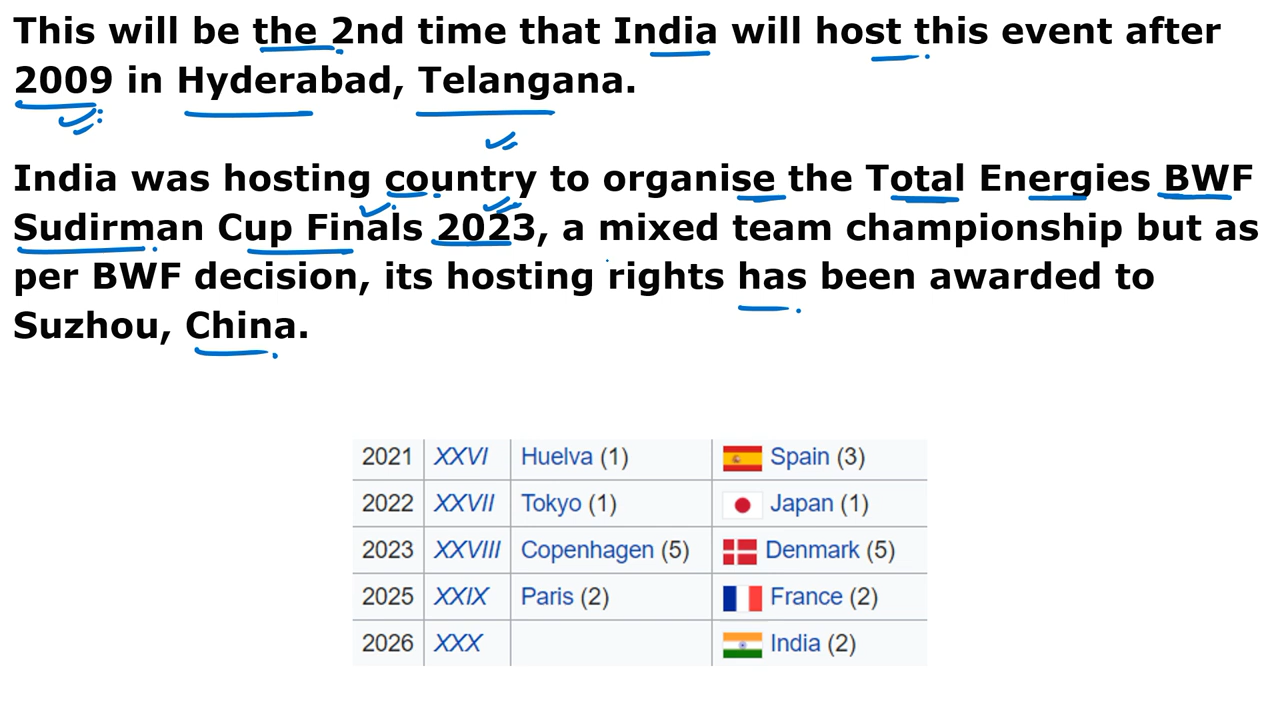 This will be the 2nd time that India will host this event after
2009 in Hyderabad, Telangana.
India was hosting country to organise the Total Energies BWF
Sudirman Cup Finals 2023, a mixed team championship but as
per BWF decision, its hosting rights has been awarded to
Suzhou, China.
2021 XXVI Huelva (1) Spain (3)
2022 XXVII Tokyo (1) Japan (1)
2023 XXVIII Copenhagen (5) Denmark (5)
2025 XXIX Paris (2) France (2)
2026 XXX India (2)